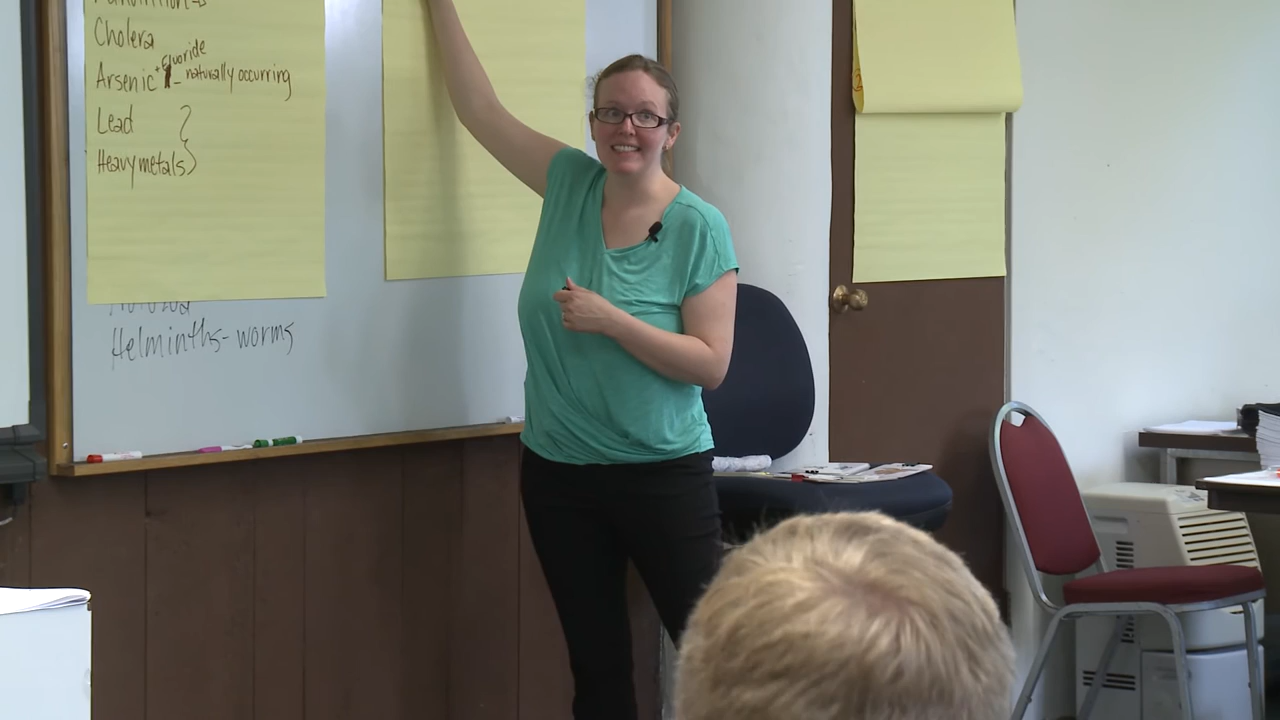 Cholera
+ Fluoride
Arsenic - naturally occurring
Lead
Heavy metals
Helminths - worms